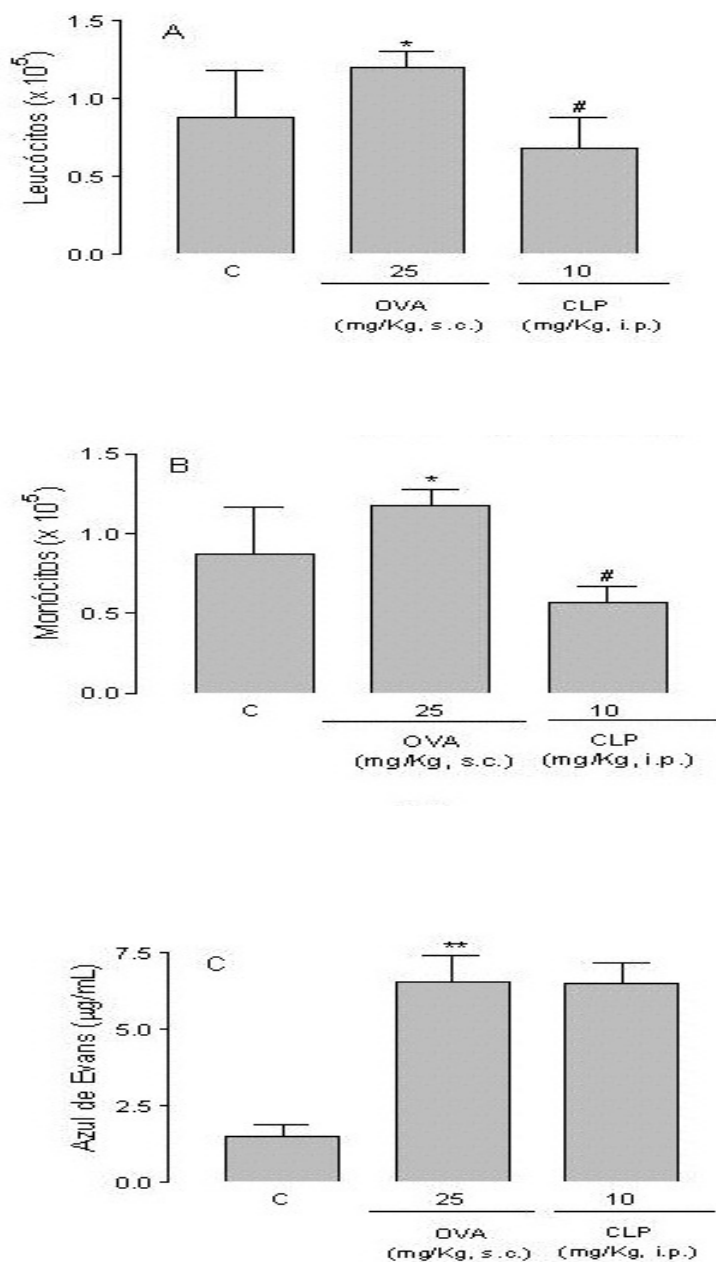 A
Leucócitos (x 10⁵)
1.5
1.0
0.5
0.0
*
#
C
25
10
OVA
CLP
(mg/Kg, s.c.)
(mg/Kg, i.p.)
B
Monócitos (x 10⁵)
1.5
1.0
0.5
0.0
*
#
C
25
10
OVA
CLP
(mg/Kg, s.c.)
(mg/Kg, i.p.)
C
Azul de Evans (µg/mL)
7.5
5.0
2.5
0.0
**
C
25
10
OVA
CLP
(mg/Kg, s.c.)
(mg/Kg, i.p.)